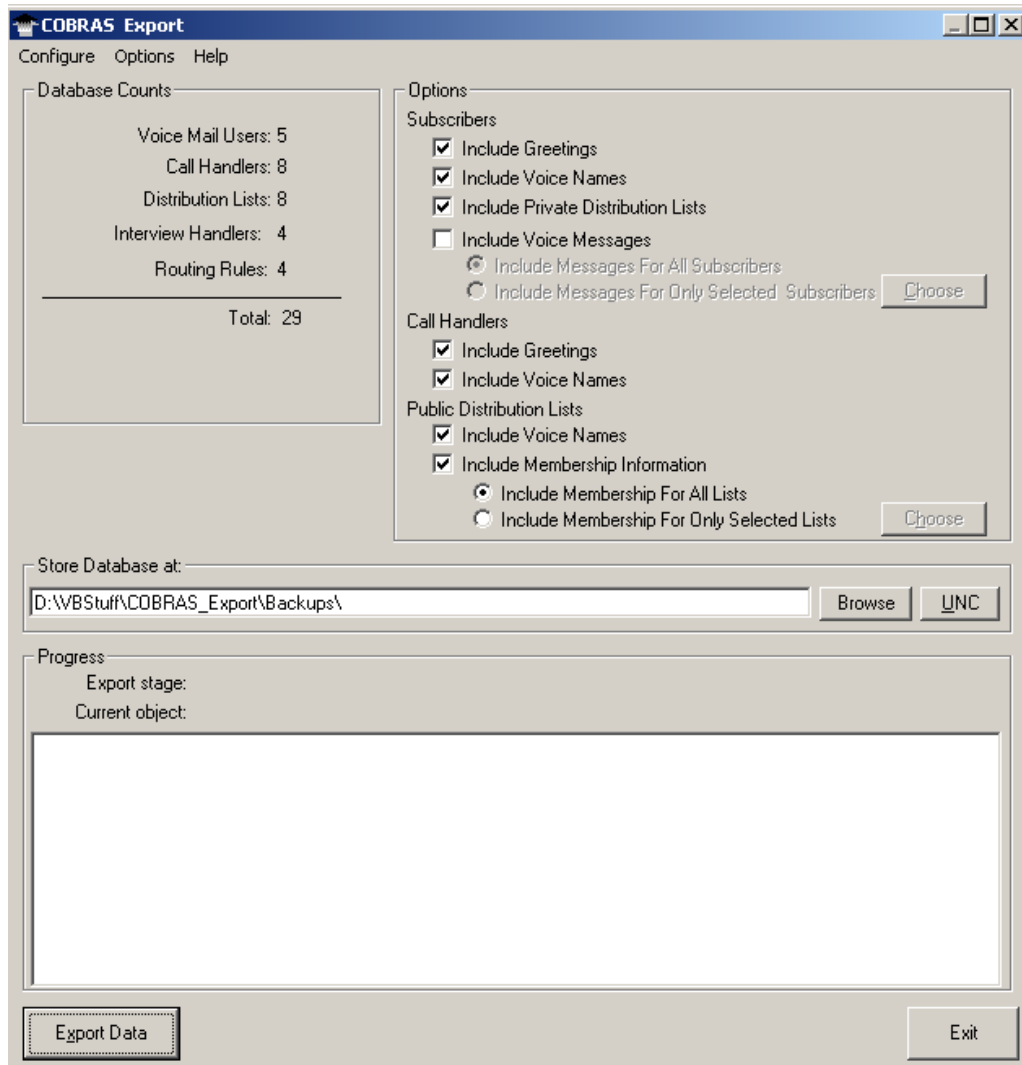 COBRAS Export
Configure Options Help
Database Counts
Voice Mail Users: 5
Call Handlers: 8
Distribution Lists: 8
Interview Handlers: 4
Routing Rules: 4
Total: 29
Options
Subscribers
Include Greetings
Include Voice Names
Include Private Distribution Lists
Include Voice Messages
Include Messages For All Subscribers
Include Messages For Only Selected Subscribers Choose
Call Handlers
Include Greetings
Include Voice Names
Public Distribution Lists
Include Voice Names
Include Membership Information
Include Membership For All Lists
Include Membership For Only Selected Lists Choose
Store Database at:
D:\VBStuff\COBRAS_Export\Backups\ Browse UNC
Progress
Export stage:
Current object:
Export Data Exit